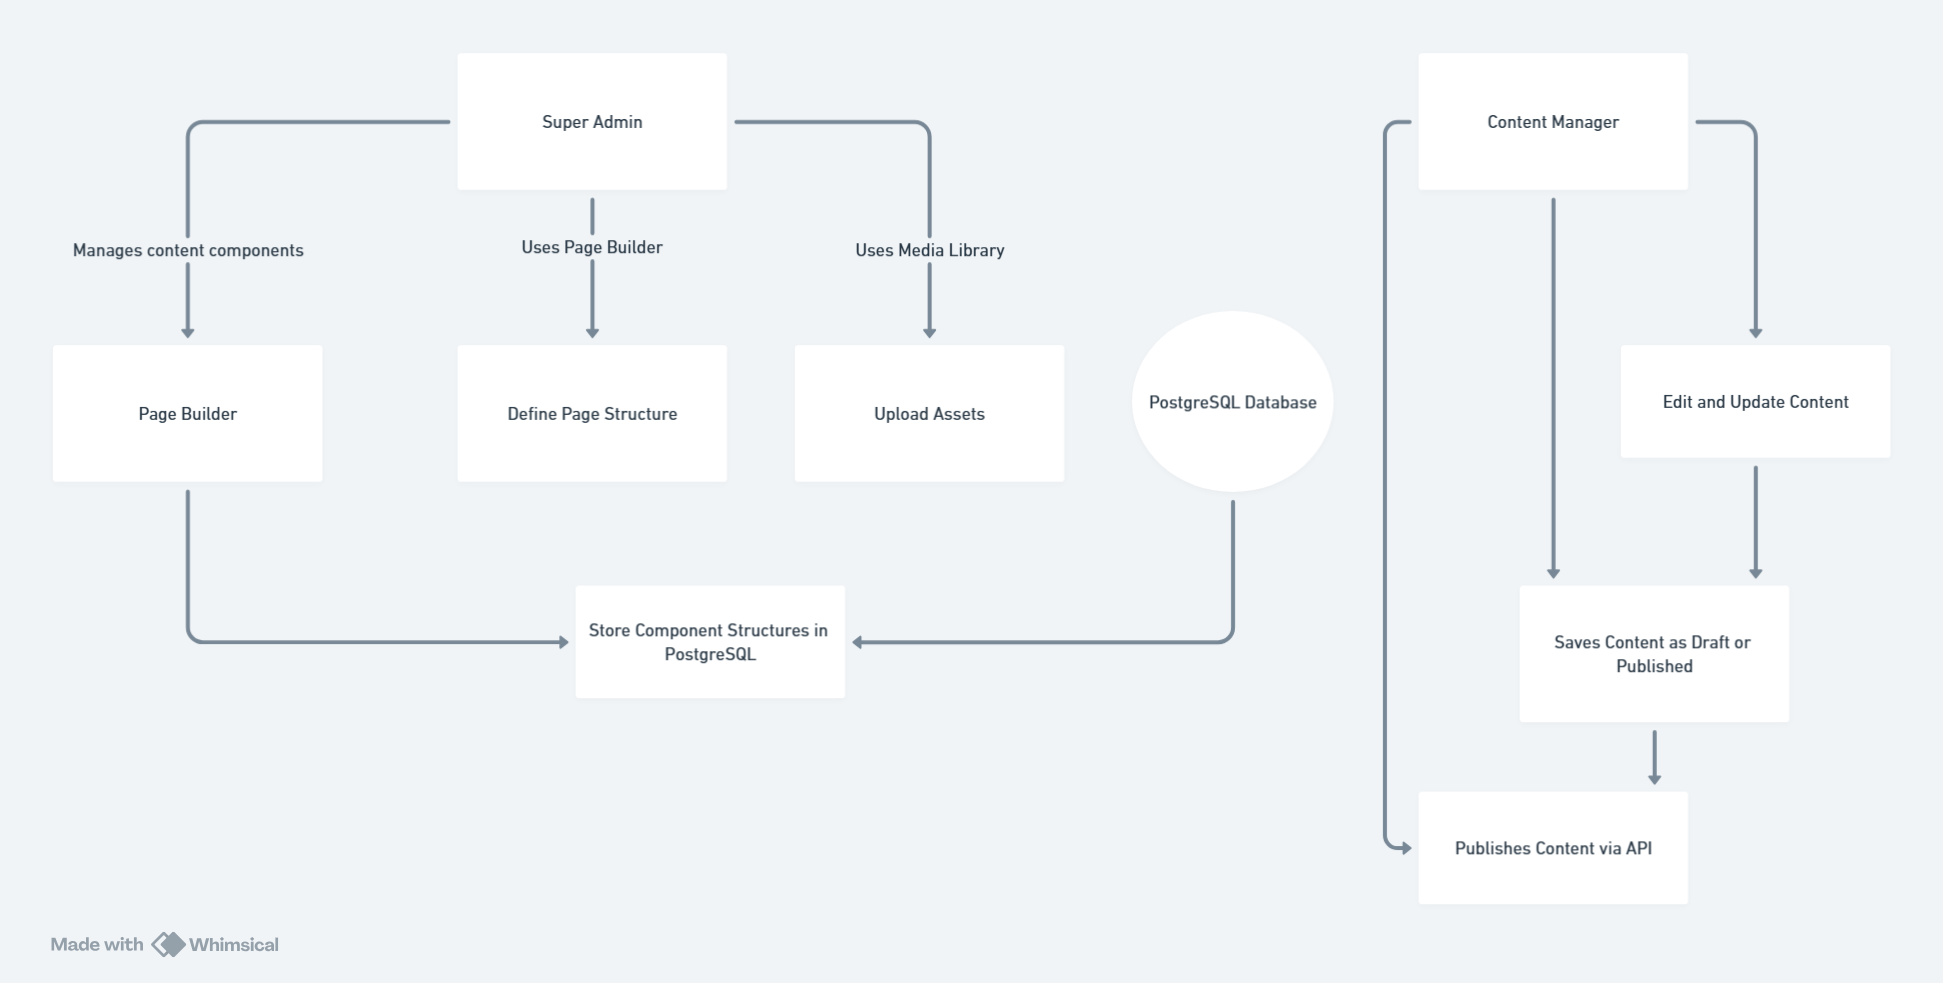 Super Admin
Content Manager
Manages content components
Uses Page Builder
Uses Media Library
Page Builder
Define Page Structure
Upload Assets
PostgreSQL Database
Edit and Update Content
Store Component Structures in
PostgreSQL
Saves Content as Draft or
Published
Publishes Content via API
Made with Whimsical